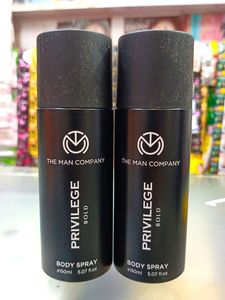 THE MAN COMPANY
PRIVILEGE
BOLD
BODY SPRAY
℮150ml 5.07 fl.oz
THE MAN COMPANY
PRIVILEGE
BOLD
BODY SPRAY
℮150ml 5.07 fl.oz